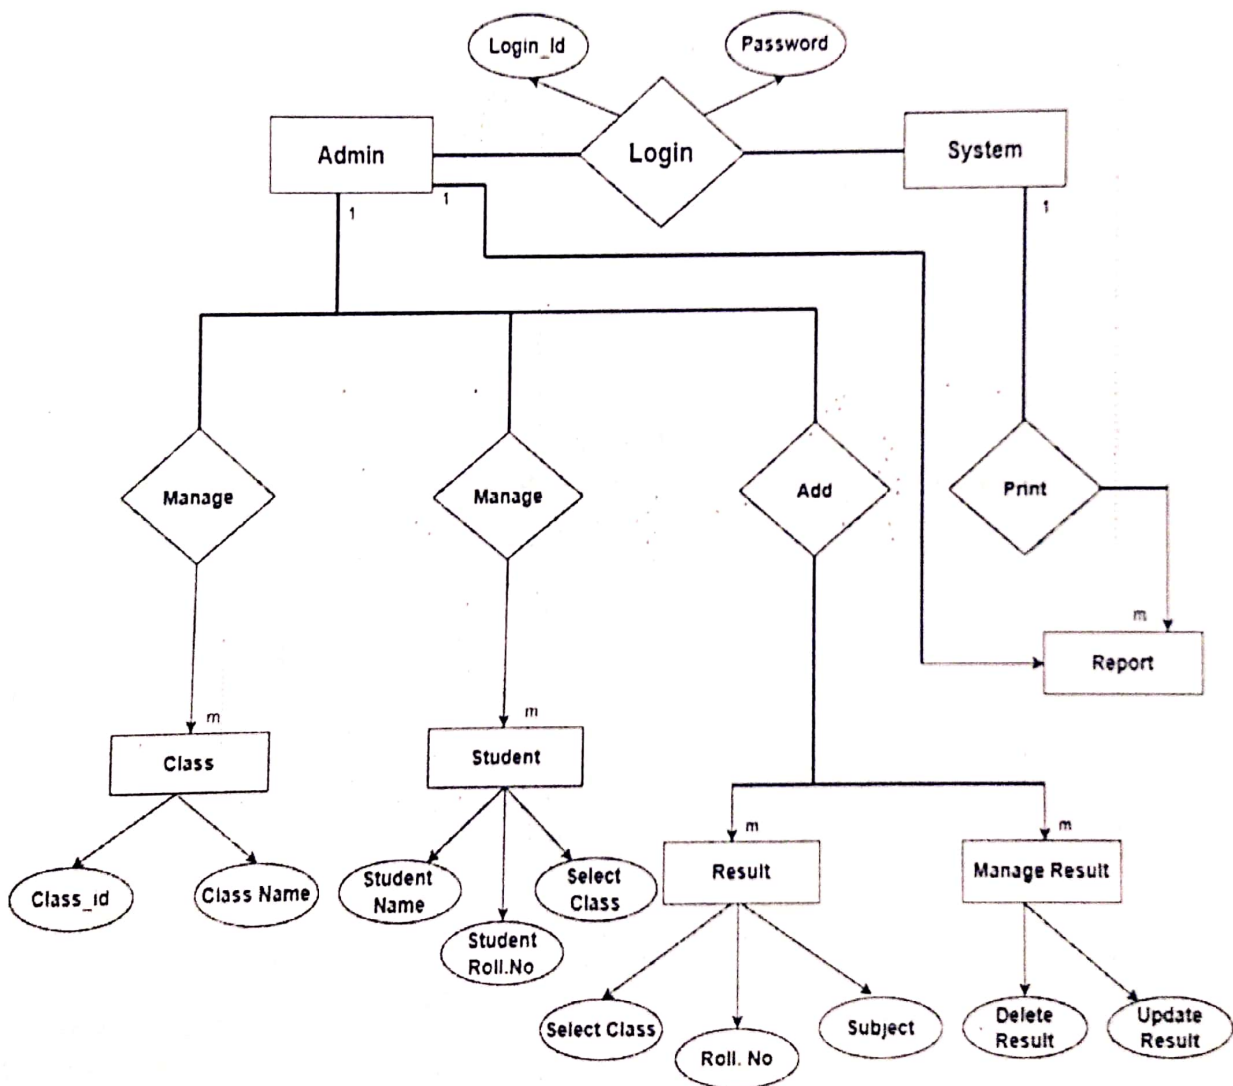 Login_Id
Password
Admin
Login
System
1
1
1
Manage
Manage
Add
Print
m
Report
m
m
Class
Student
m
m
Result
Manage Result
Class_id
Class Name
Student
Name
Select
Class
Student
Roll.No
Select Class
Roll. No
Subject
Delete
Result
Update
Result